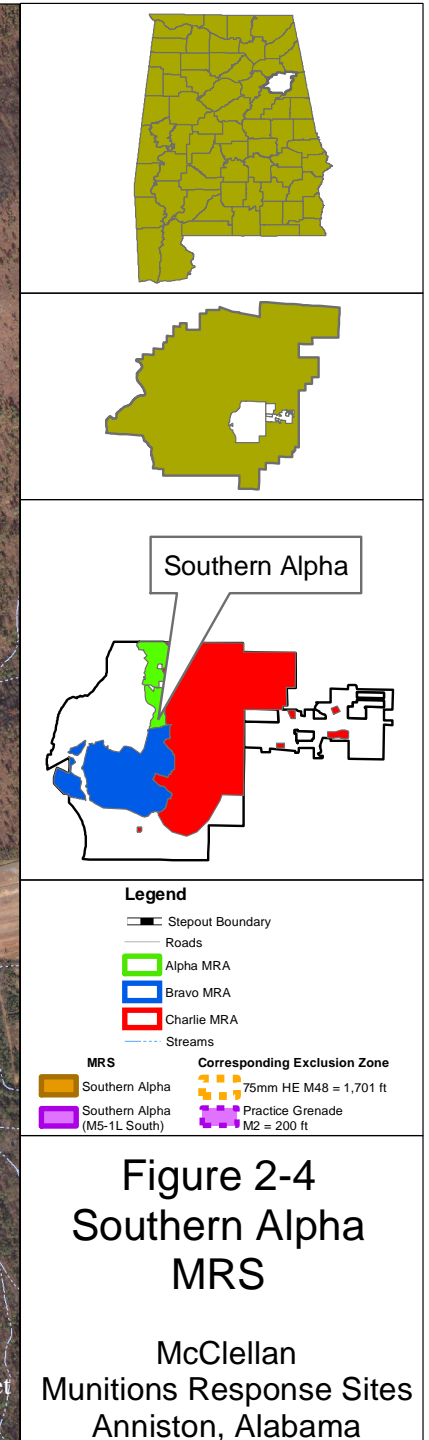 Southern Alpha
Legend
Stepout Boundary
Roads
Alpha MRA
Bravo MRA
Charlie MRA
Streams
MRS
Southern Alpha
Southern Alpha
(M5-1L South)
Corresponding Exclusion Zone
75mm HE M48 = 1,701 ft
Practice Grenade
M2 = 200 ft
Figure 2-4
Southern Alpha
MRS
McClellan
Munitions Response Sites
Anniston, Alabama